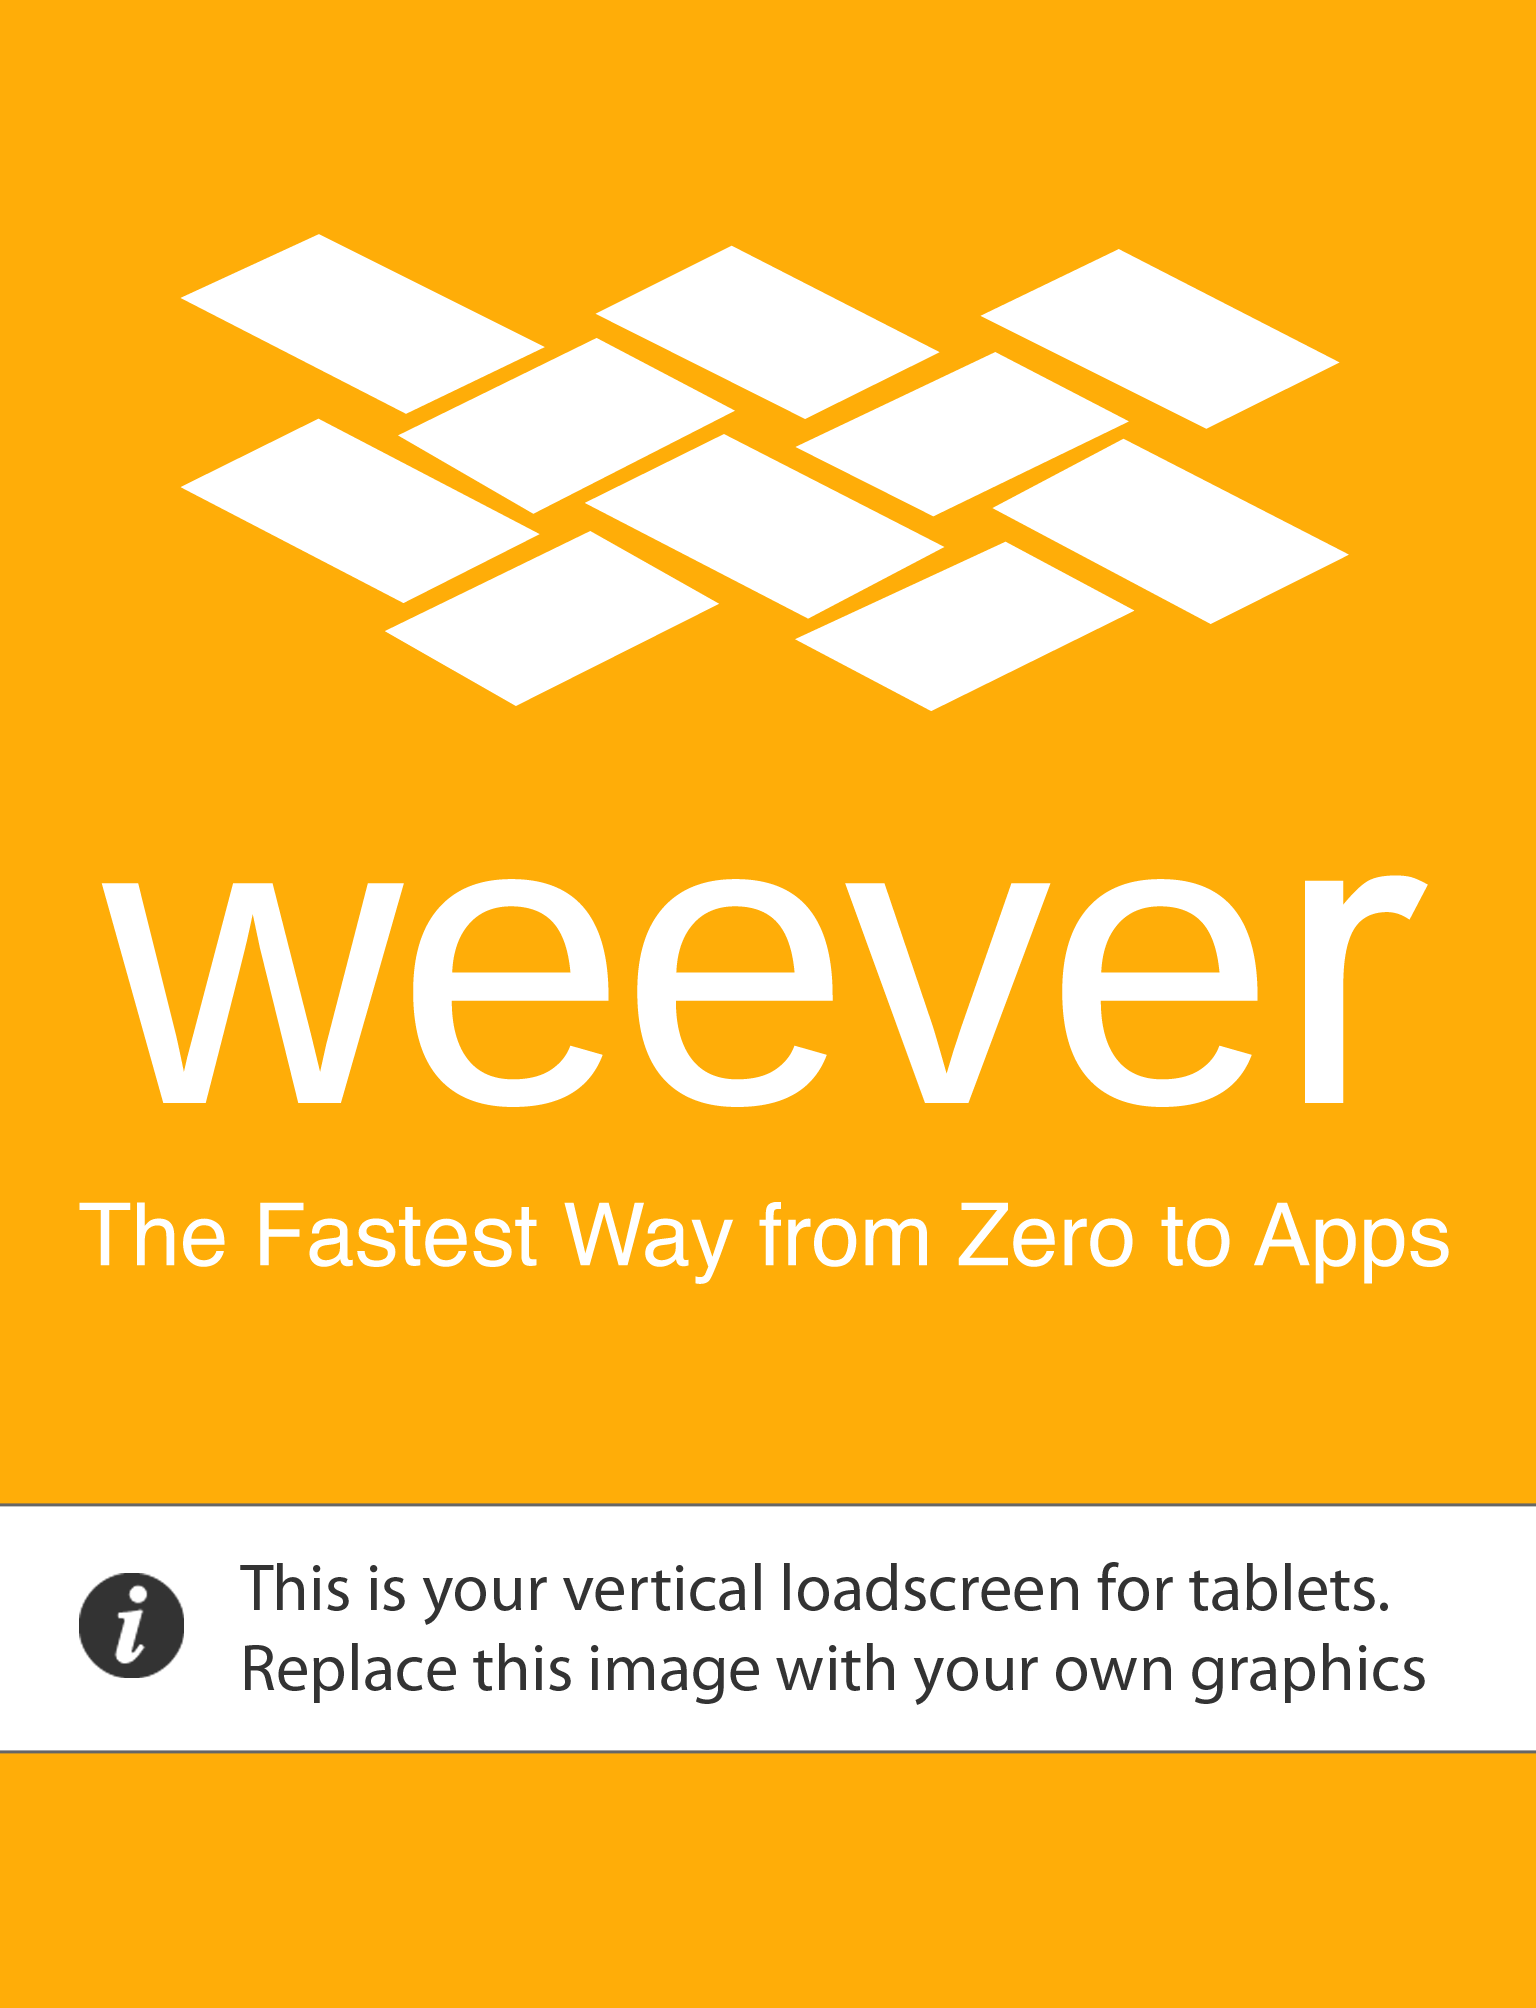 weever
The Fastest Way from Zero to Apps
This is your vertical loadscreen for tablets.
Replace this image with your own graphics